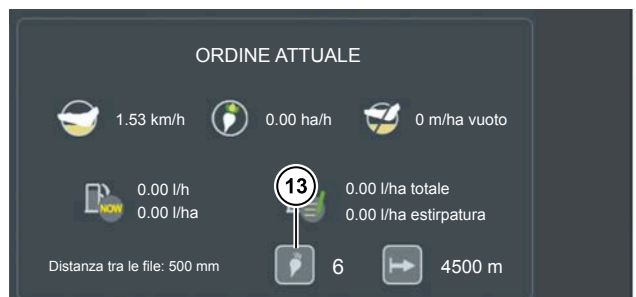 ORDINE ATTUALE
1.53 km/h 0.00 ha/h 0 m/ha vuoto
0.00 l/h 13 0.00 l/ha totale
NOW 0.00 l/ha 0.00 l/ha estirpatura
Distanza tra le file: 500 mm 6 4500 m